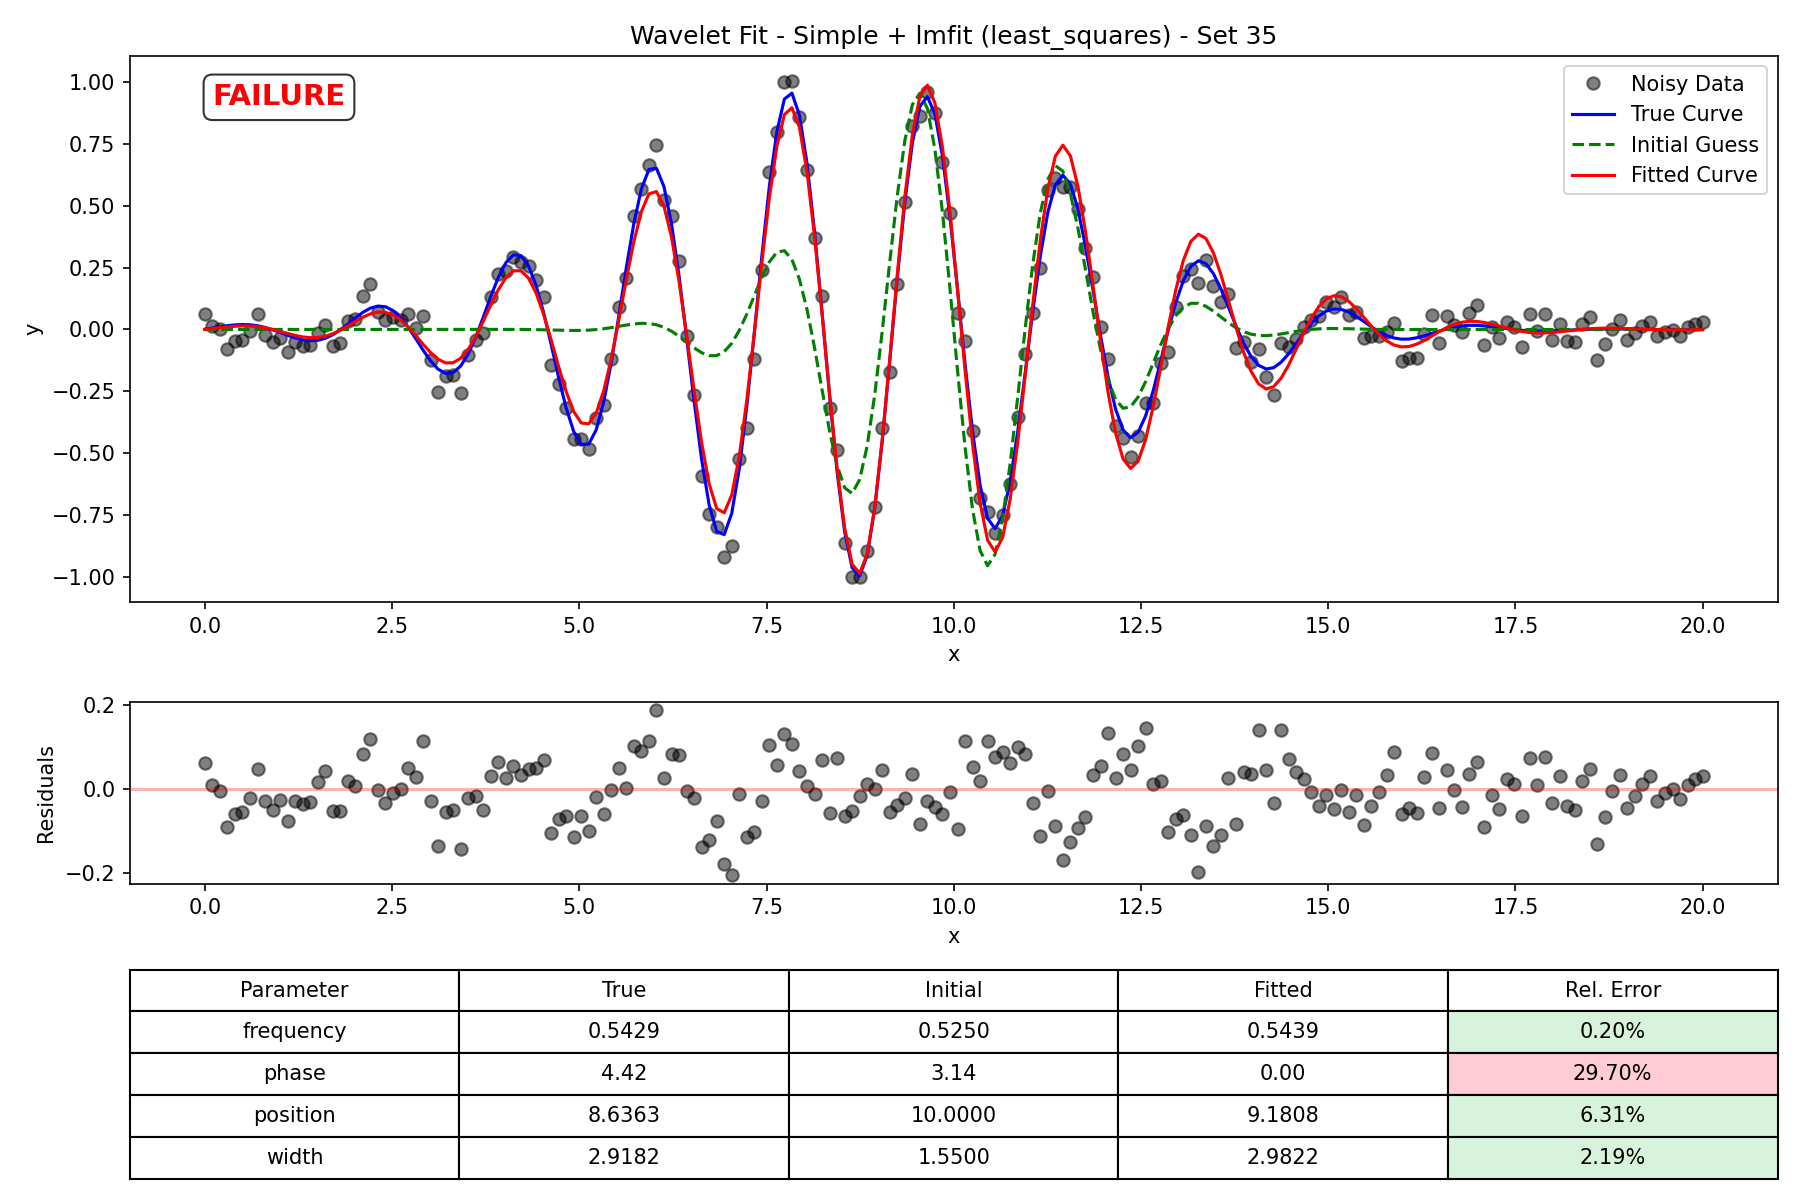 Wavelet Fit - Simple + lmfit (least_squares) - Set 35
FAILURE
Noisy Data
True Curve
Initial Guess
Fitted Curve
y
1.00
0.75
0.50
0.25
0.00
−0.25
−0.50
−0.75
−1.00
0.0 2.5 5.0 7.5 10.0 12.5 15.0 17.5 20.0
x
Residuals
0.2
0.0
−0.2
0.0 2.5 5.0 7.5 10.0 12.5 15.0 17.5 20.0
x
Parameter True Initial Fitted Rel. Error
frequency 0.5429 0.5250 0.5439 0.20%
phase 4.42 3.14 0.00 29.70%
position 8.6363 10.0000 9.1808 6.31%
width 2.9182 1.5500 2.9822 2.19%